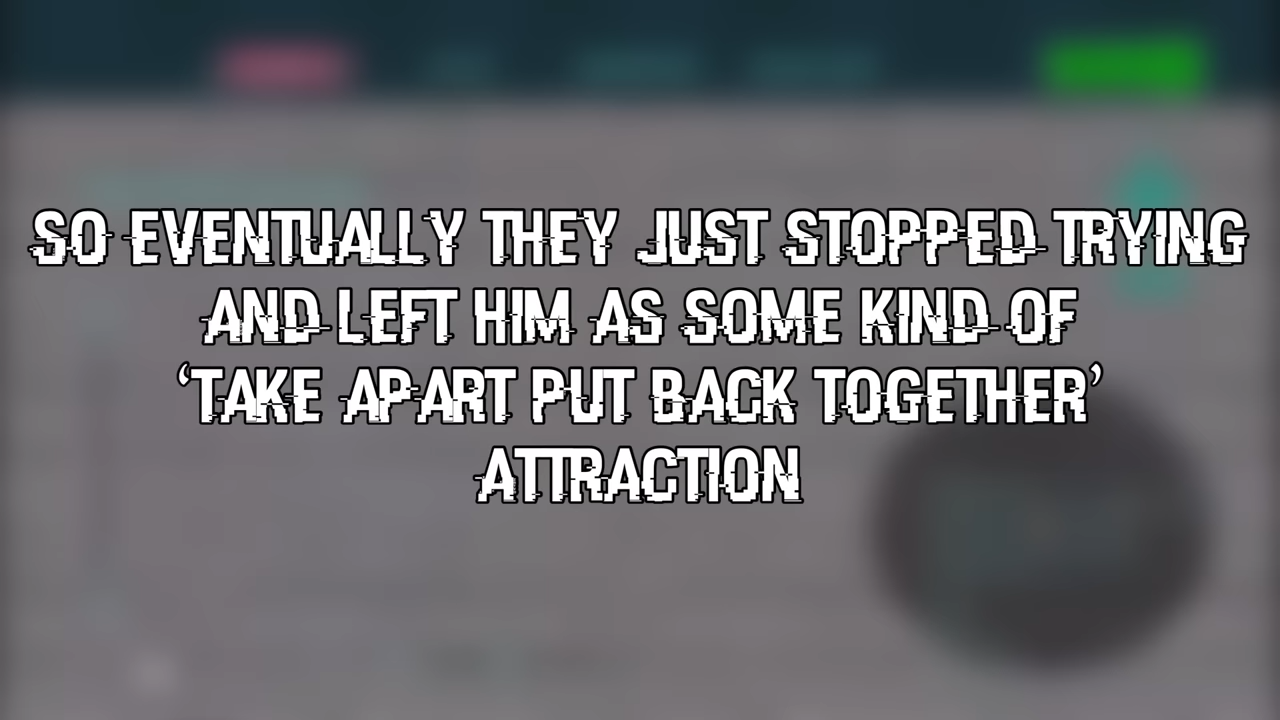 SO EVENTUALLY THEY JUST STOPPED TRYING
AND LEFT HIM AS SOME KIND OF
‘TAKE APART PUT BACK TOGETHER’
ATTRACTION